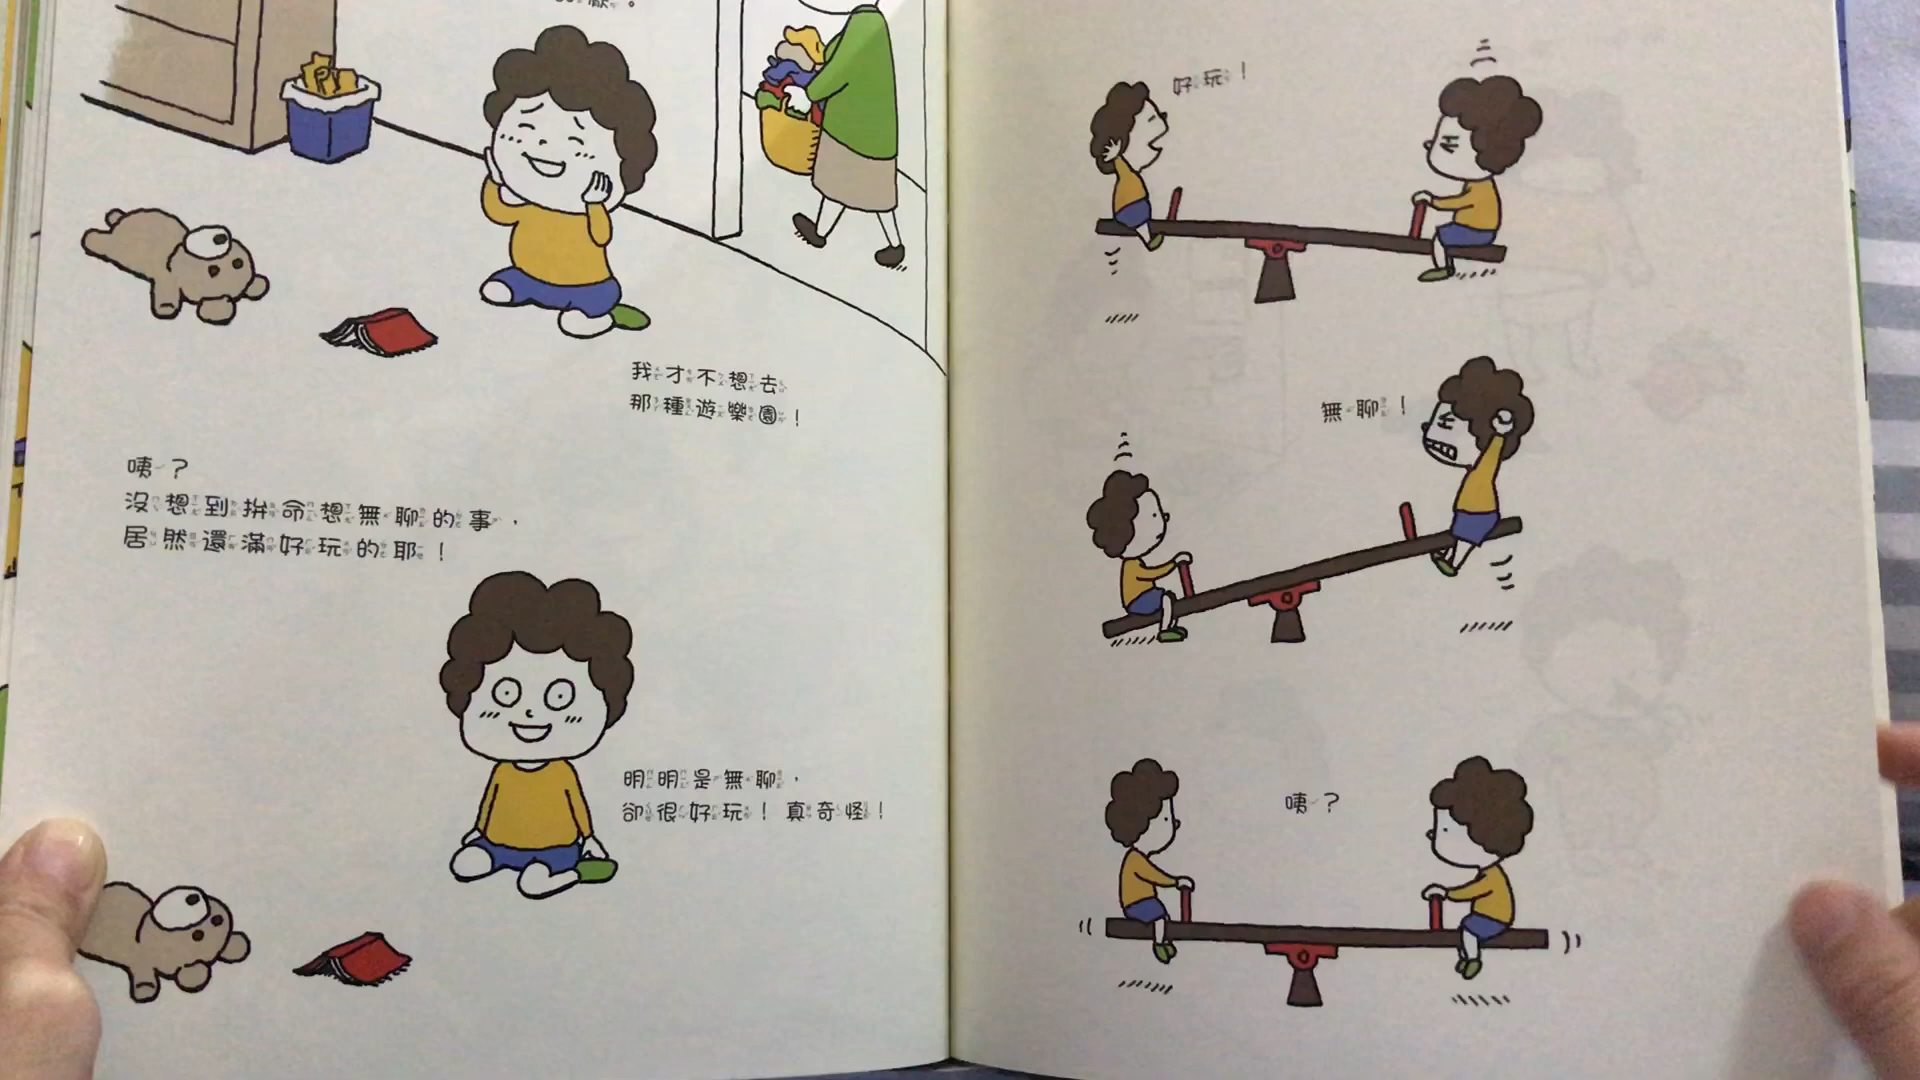 我才不想去
那種遊樂園！
咦？
沒想到拚命想無聊的事，
居然還滿好玩的耶！
明明是無聊，
卻很好玩！真奇怪！
好玩！
無聊！
咦？